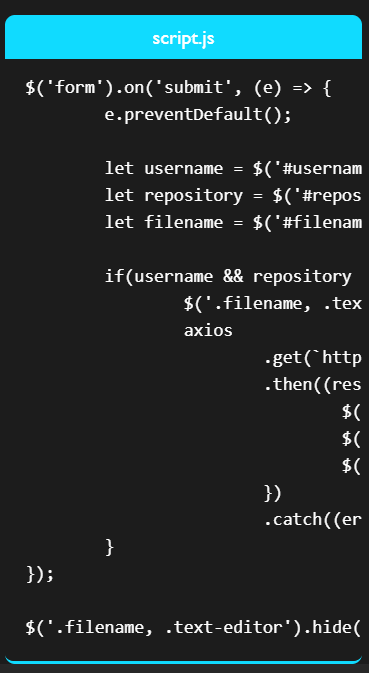 script.js
$('form').on('submit', (e) => {
e.preventDefault();
let username = $('#usernam
let repository = $('#repos
let filename = $('#filenam
if(username && repository
$('.filename, .tex
axios
.get(`http
.then((res
$(
$(
$(
})
.catch((er
}
});
$('.filename, .text-editor').hide(